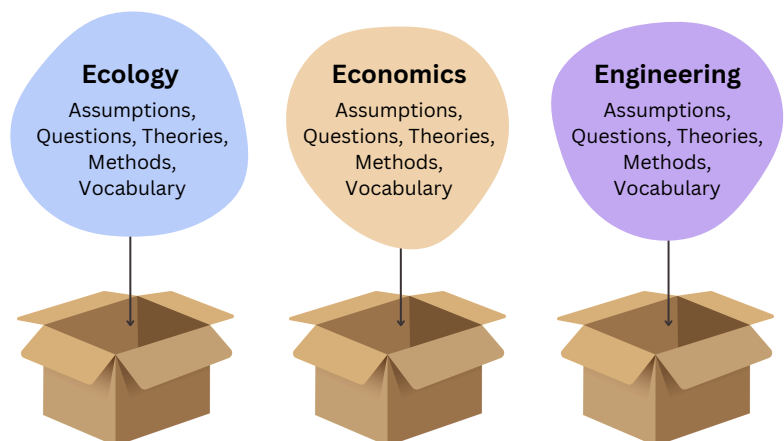 Ecology
Assumptions,
Questions, Theories,
Methods,
Vocabulary
Economics
Assumptions,
Questions, Theories,
Methods,
Vocabulary
Engineering
Assumptions,
Questions, Theories,
Methods,
Vocabulary